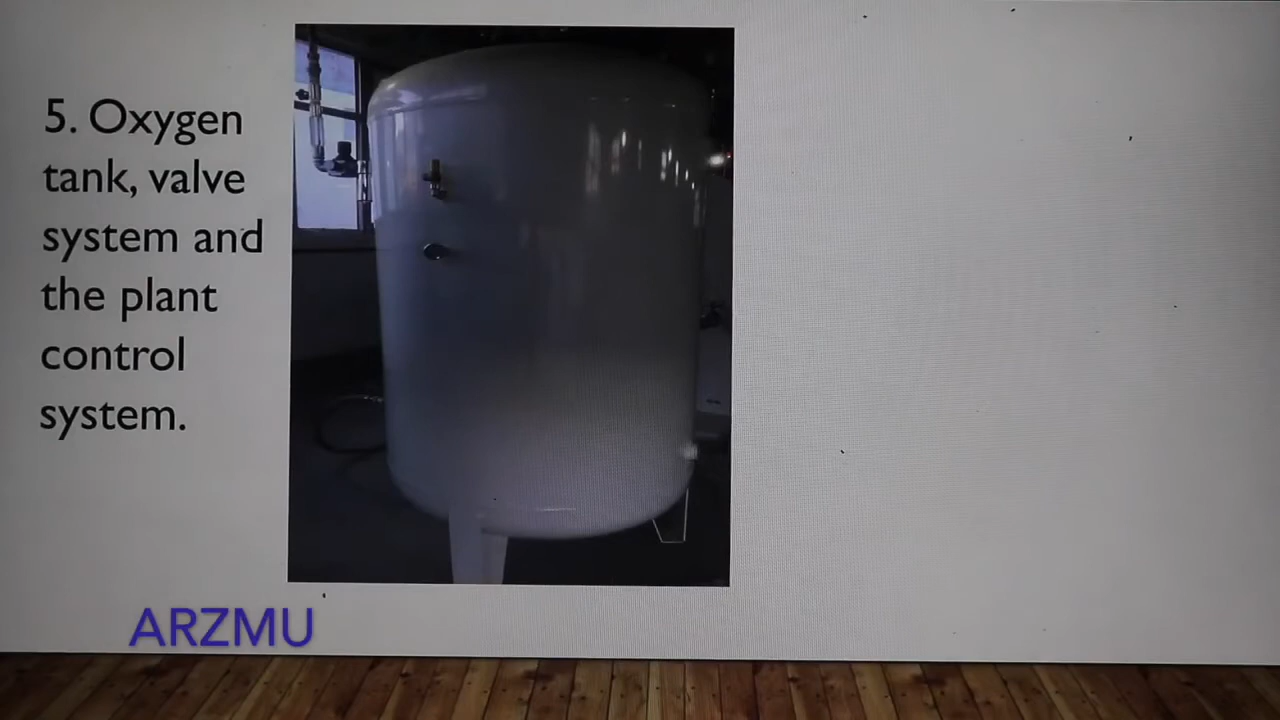 5. Oxygen
tank, valve
system and
the plant
control
system.
ARZMU